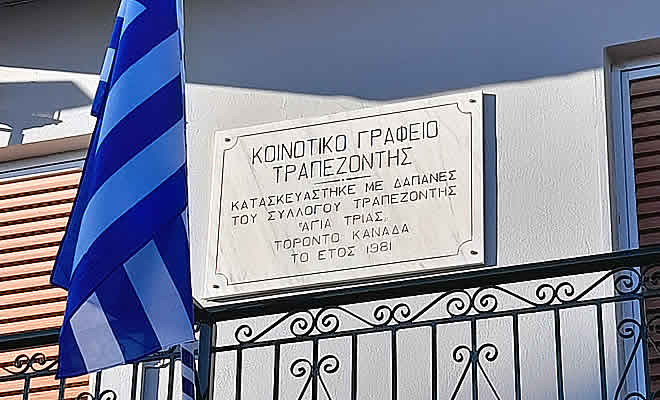 ΚΟΙΝΟΤΙΚΟ ΓΡΑΦΕΙΟ
ΤΡΑΠΕΖΟΝΤΗΣ
ΚΑΤΑΣΚΕΥΑΣΤΗΚΕ ΜΕ ΔΑΠΑΝΕΣ
ΤΟΥ ΣΥΛΛΟΓΟΥ ΤΡΑΠΕΖΟΝΤΗΣ
"ΑΓΙΑ ΤΡΙΑΣ"
ΤΟΡΟΝΤΟ ΚΑΝΑΔΑ
ΤΟ ΕΤΟΣ 1981